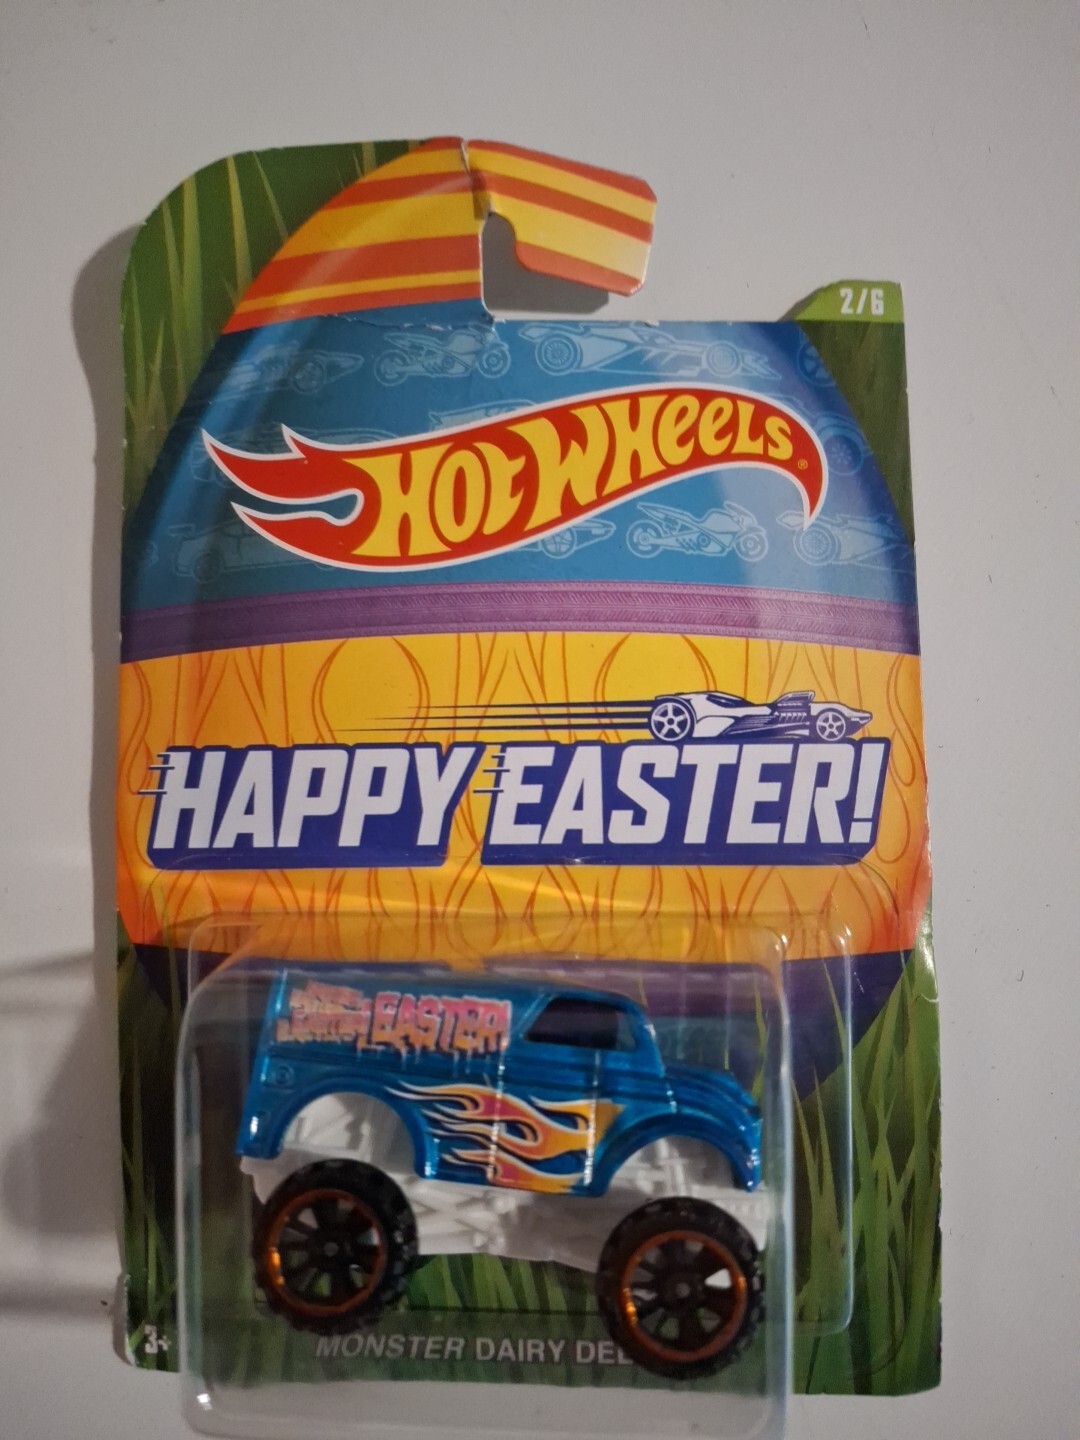 2/6
HOT WHEELS®
HAPPY EASTER!
EASTER!
3+
MONSTER DAIRY DEL